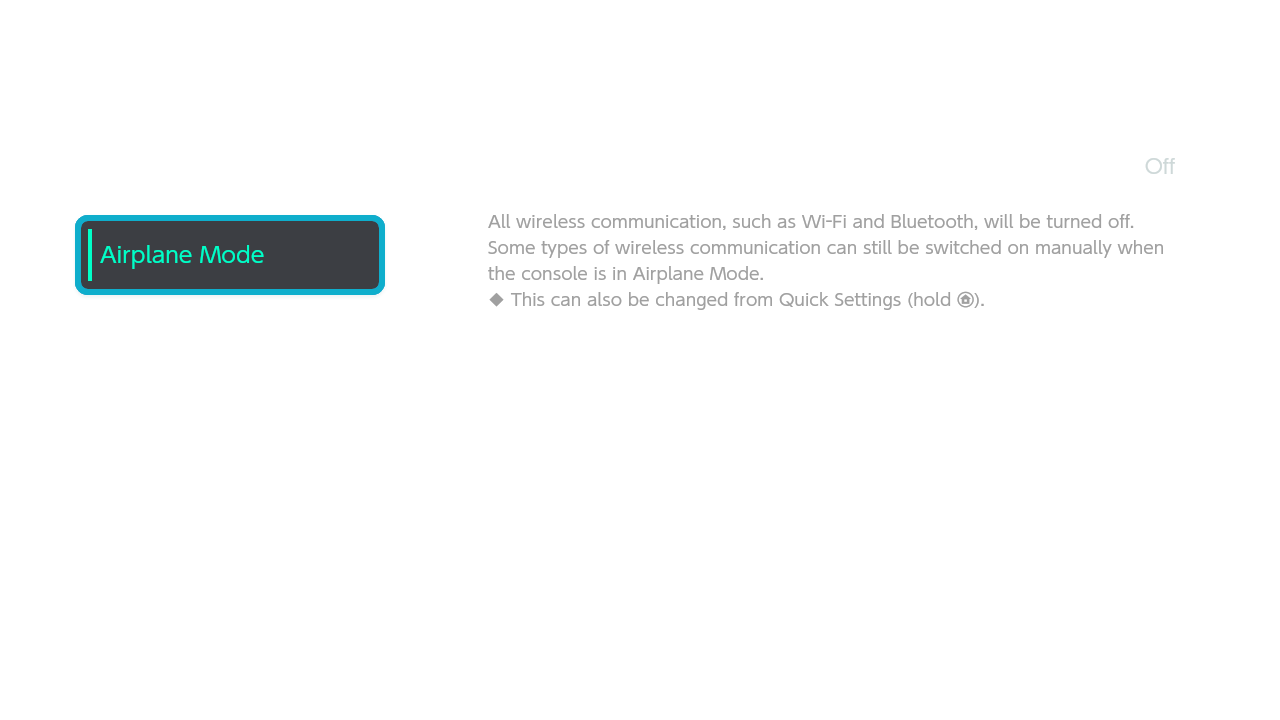 Off
Airplane Mode
All wireless communication, such as Wi-Fi and Bluetooth, will be turned off.
Some types of wireless communication can still be switched on manually when
the console is in Airplane Mode.
◆ This can also be changed from Quick Settings (hold ).